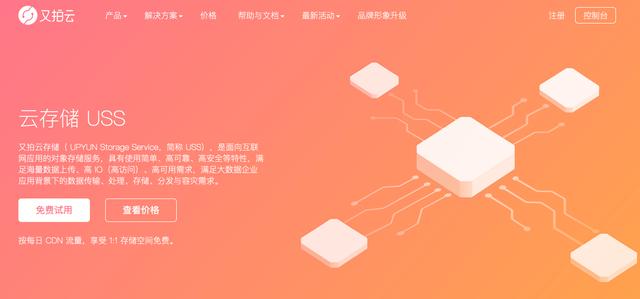 又拍云
产品 解决方案 价格 帮助与文档 最新活动 品牌形象升级 注册 控制台
云存储 USS
又拍云存储（ UPYUN Storage Service，简称 USS），是面向互联
网应用的对象存储服务，具有使用简单、高可靠、高安全等特性，满
足海量数据上传、高 IO（高访问）、高可用需求，满足大数据企业
应用背景下的数据传输、处理、存储、分发与容灾需求。
免费试用 查看价格
按每日 CDN 流量，享受 1:1 存储空间免费。